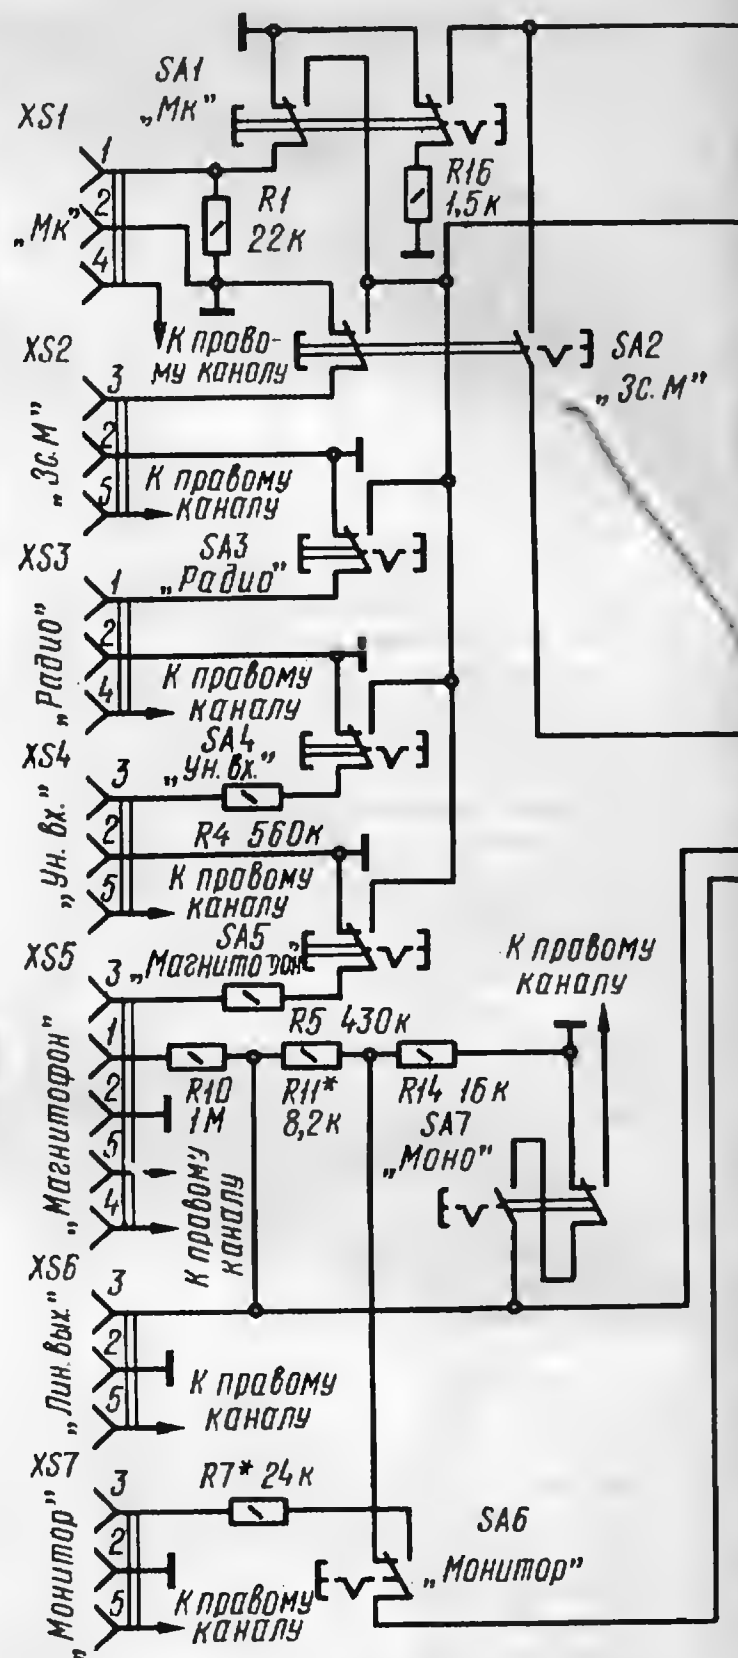 SA1
„Мк"
XS1
1
2
„Мк"
4
R1
22к
R16
1,5к
К право-
му каналу
XS2
3
2
„Зс.М"
5
SA2
„Зс.М"
К правому
каналу
SA3
„Радио"
XS3
1
2
„Радио"
4
К правому
каналу
SA4
„Ун. вх."
XS4
3
2
„Ун. вх."
5
R4 560к
К правому
каналу
SA5
„Магнитофон"
XS5
3
1
2
5
4
„Магнитофон"
R5 430к
К правому
каналу
R10
1М
R11*
8,2к
R14 16к
SA7
„Моно"
К правому
каналу
XS6
3
2
5
„Лин. вых."
К правому
каналу
XS7
3
2
5
„Монитор"
R7* 24к
SA6
„Монитор"
К правому
каналу